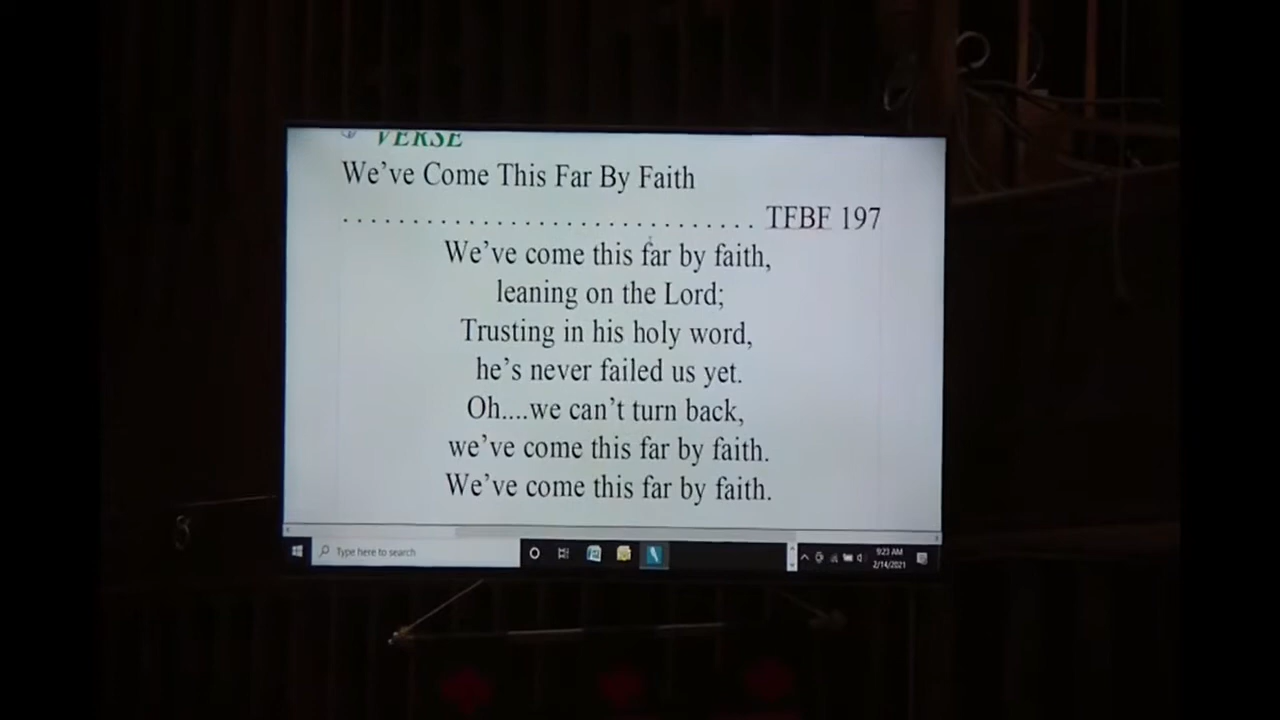 VERSE
We've Come This Far By Faith
. . . . . . . . . . . . . . . . . . . . . . . . . . . . . . TFBF 197
We've come this far by faith,
leaning on the Lord;
Trusting in his holy word,
he's never failed us yet.
Oh....we can't turn back,
we've come this far by faith.
We've come this far by faith.
Type here to search
9:23 AM
2/14/2021